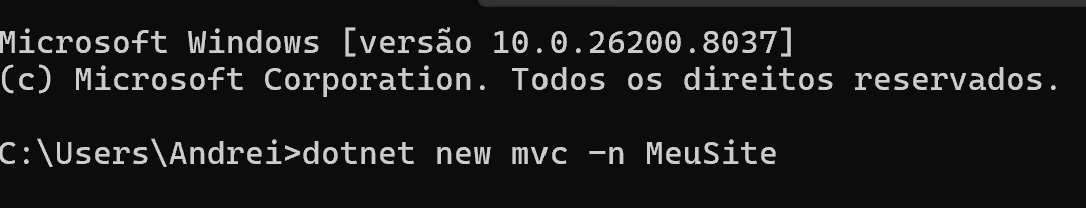 Microsoft Windows [versão 10.0.26200.8037]
(c) Microsoft Corporation. Todos os direitos reservados.
C:\Users\Andrei>dotnet new mvc -n MeuSite